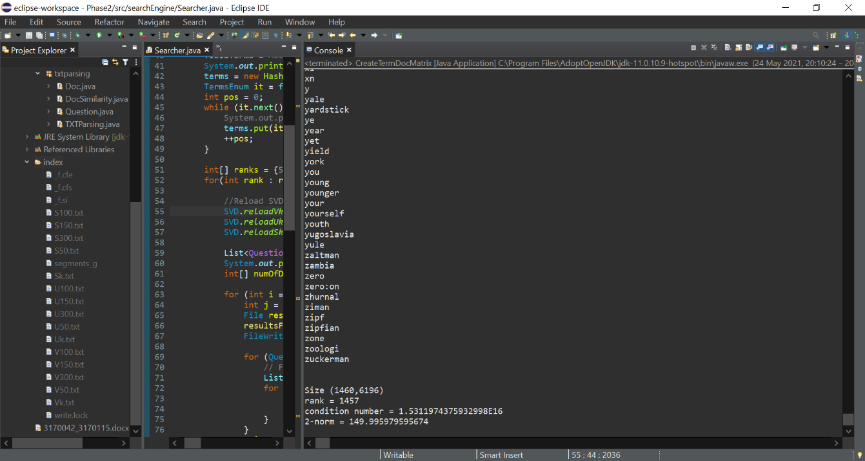 eclipse-workspace - Phase2/src/searchEngine/Searcher.java - Eclipse IDE
File Edit Source Refactor Navigate Search Project Run Window Help
Project Explorer
txtparsing
Doc.java
DocSimilarity.java
Question.java
TXTParsing.java
JRE System Library [jdk-
Referenced Libraries
index
_f.cfe
_f.cfs
_f.si
S100.txt
S150.txt
S300.txt
S50.txt
segments_g
Sk.txt
U100.txt
U150.txt
U300.txt
U50.txt
Uk.txt
V100.txt
V150.txt
V300.txt
V50.txt
Vk.txt
write.lock
3170042_3170115.docx
Searcher.java
41 System.out.print
42 terms = new Hash
43 TermsEnum it = f
44 int pos = 0;
45 while (it.next()
46 System.out.p
47 terms.put(it
48 ++pos;
49 }
50
51 int[] ranks = {5
52 for(int rank : r
53
54 //Reload SVD
55 SVD.reloadVk
56 SVD.reloadUk
57 SVD.reloadSk
58
59 List<Questio
60 System.out.p
61 int[] numOfD
62
63 for (int i =
64 int j =
65 File res
66 resultsF
67 FileWrit
68
69 for (Que
70 // F
71 List
72 for
73
74 }
75 }
76
Console
<terminated> CreateTermDocMatrix [Java Application] C:\Program Files\AdoptOpenJDK\jdk-11.0.10.9-hotspot\bin\javaw.exe (24 May 2021, 20:10:24 – 20
xn
y
yale
yardstick
ye
year
yet
yield
york
you
young
younger
your
yourself
youth
yugoslavia
yule
zaltman
zambia
zero
zero:on
zhurnal
ziman
zipf
zipfian
zone
zoologi
zuckerman
Size (1460,6196)
rank = 1457
condition number = 1.5311974375932998E16
2-norm = 149.995979595674
Writable
Smart Insert
55 : 44 : 2036